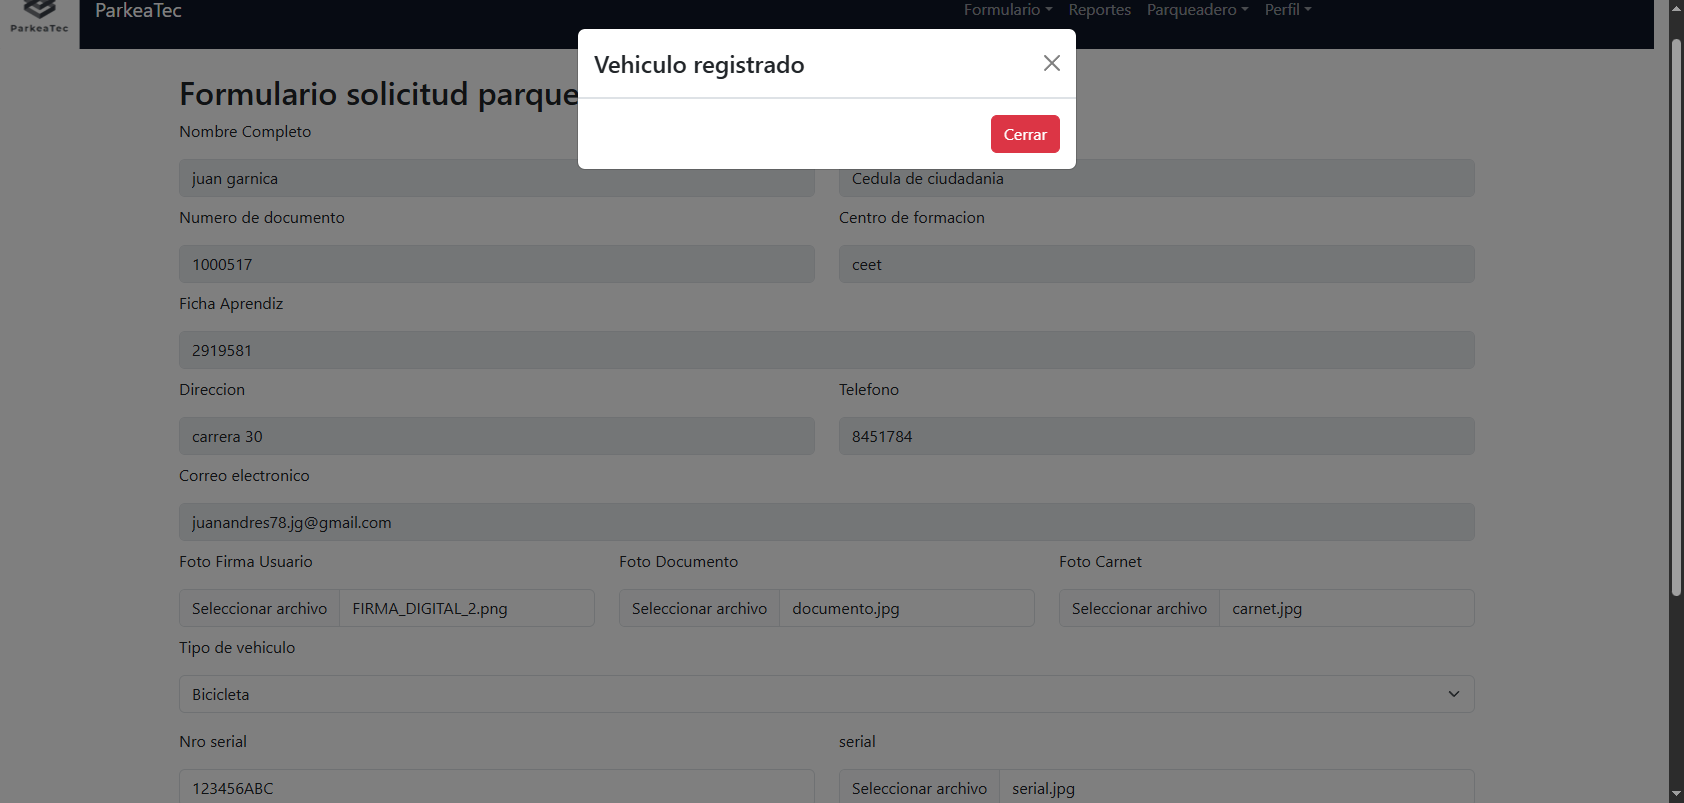 ParkeaTec
ParkeaTec
Formulario
Reportes
Parqueadero
Perfil
Vehiculo registrado
Cerrar
Formulario solicitud parque
Nombre Completo
juan garnica
Cedula de ciudadania
Numero de documento
Centro de formacion
1000517
ceet
Ficha Aprendiz
2919581
Direccion
Telefono
carrera 30
8451784
Correo electronico
juanandres78.jg@gmail.com
Foto Firma Usuario
Foto Documento
Foto Carnet
Seleccionar archivo FIRMA_DIGITAL_2.png
Seleccionar archivo documento.jpg
Seleccionar archivo carnet.jpg
Tipo de vehiculo
Bicicleta
Nro serial
serial
123456ABC
Seleccionar archivo serial.jpg